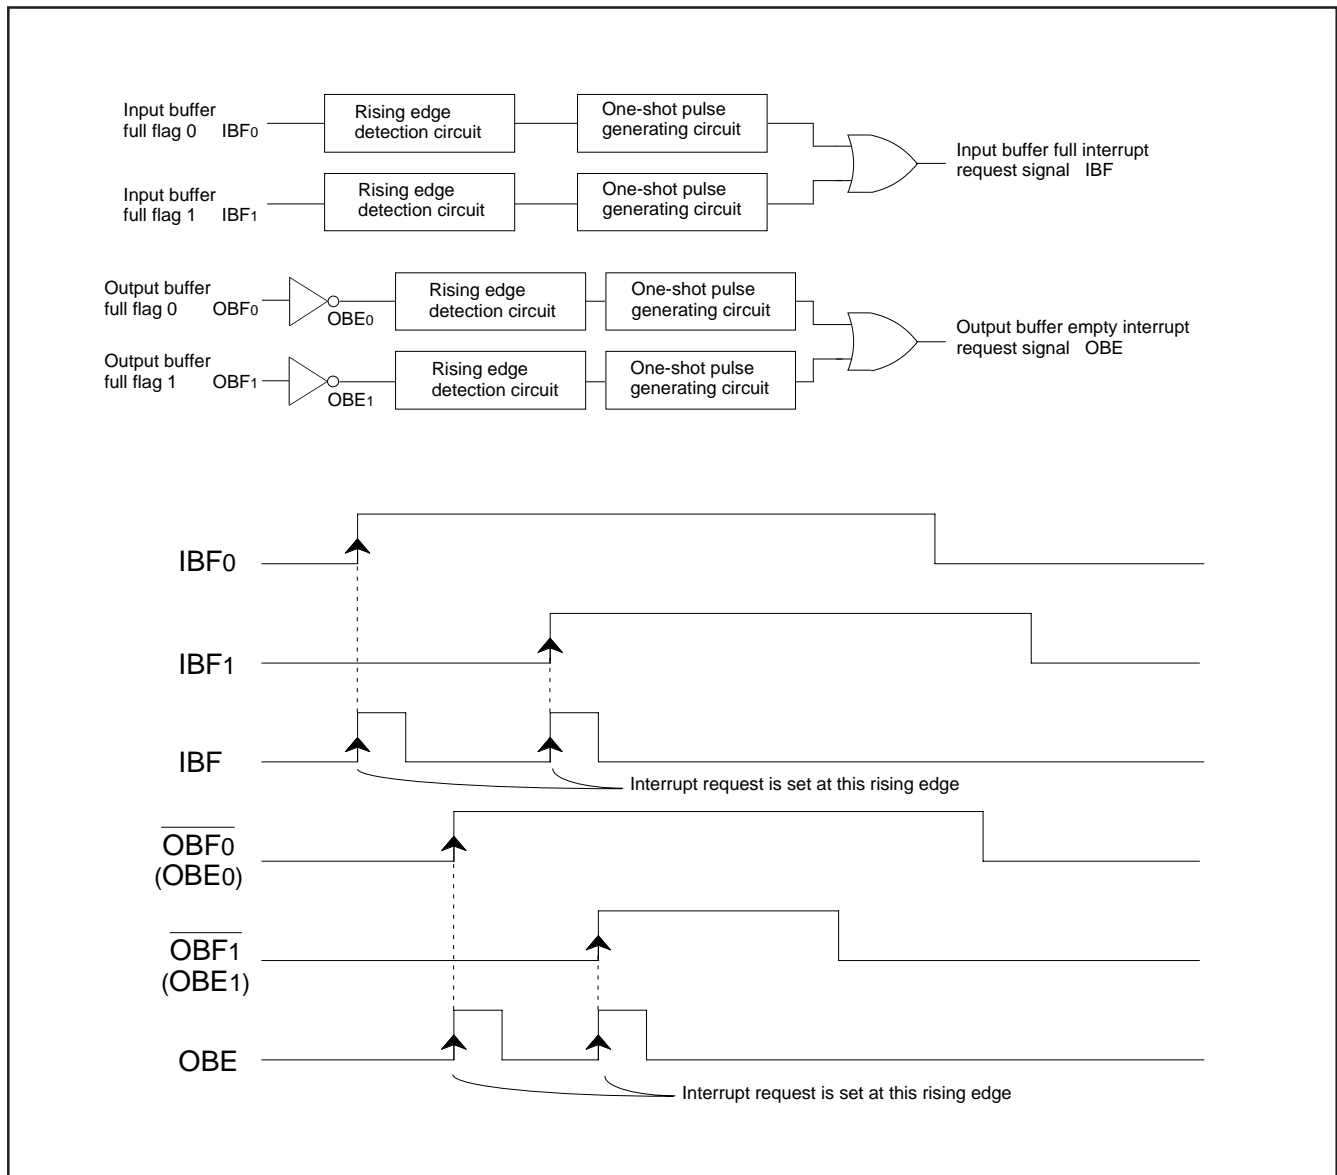 Input buffer
full flag 0 IBF0
Rising edge
detection circuit
One-shot pulse
generating circuit
Input buffer full interrupt
request signal IBF
Input buffer
full flag 1 IBF1
Rising edge
detection circuit
One-shot pulse
generating circuit
Output buffer
full flag 0 OBF0
OBE0
Rising edge
detection circuit
One-shot pulse
generating circuit
Output buffer empty interrupt
request signal OBE
Output buffer
full flag 1 OBF1
OBE1
Rising edge
detection circuit
One-shot pulse
generating circuit
IBF0
IBF1
IBF
Interrupt request is set at this rising edge
OBF0
(OBE0)
OBF1
(OBE1)
OBE
Interrupt request is set at this rising edge